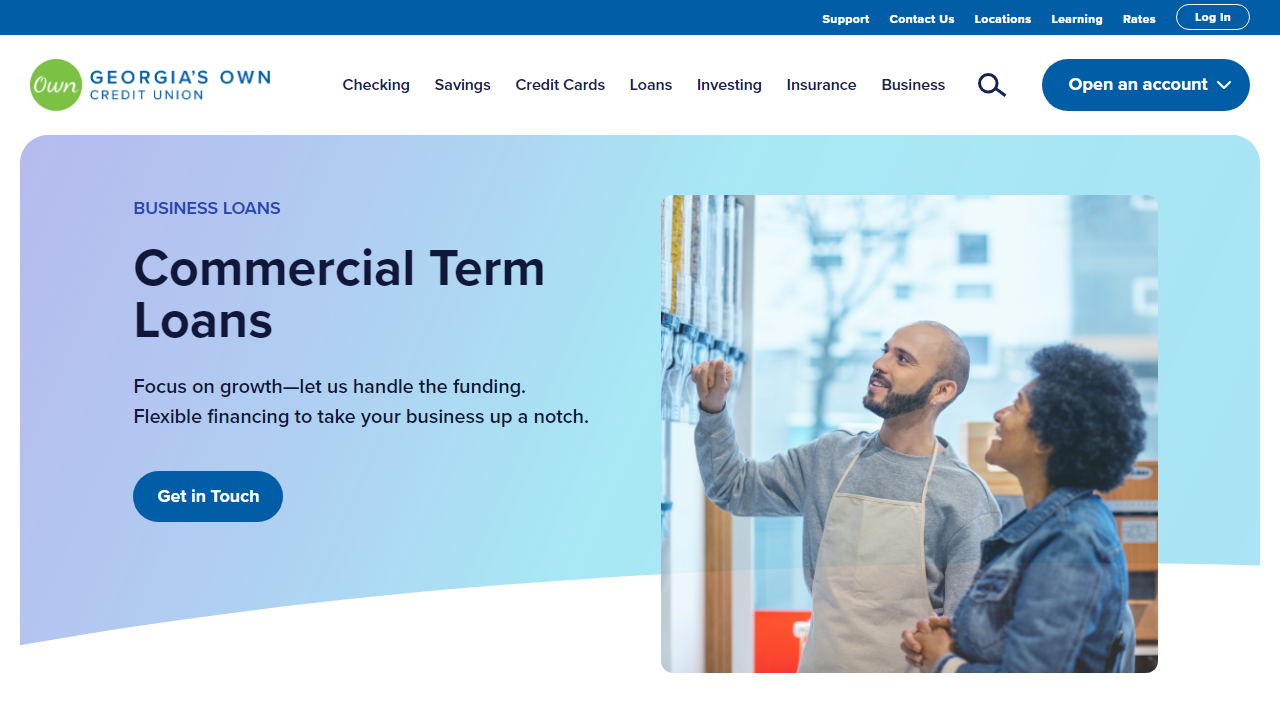 Support Contact Us Locations Learning Rates Log In
Own GEORGIA'S OWN
CREDIT UNION
Checking Savings Credit Cards Loans Investing Insurance Business Open an account
BUSINESS LOANS
Commercial Term
Loans
Focus on growth—let us handle the funding.
Flexible financing to take your business up a notch.
Get in Touch